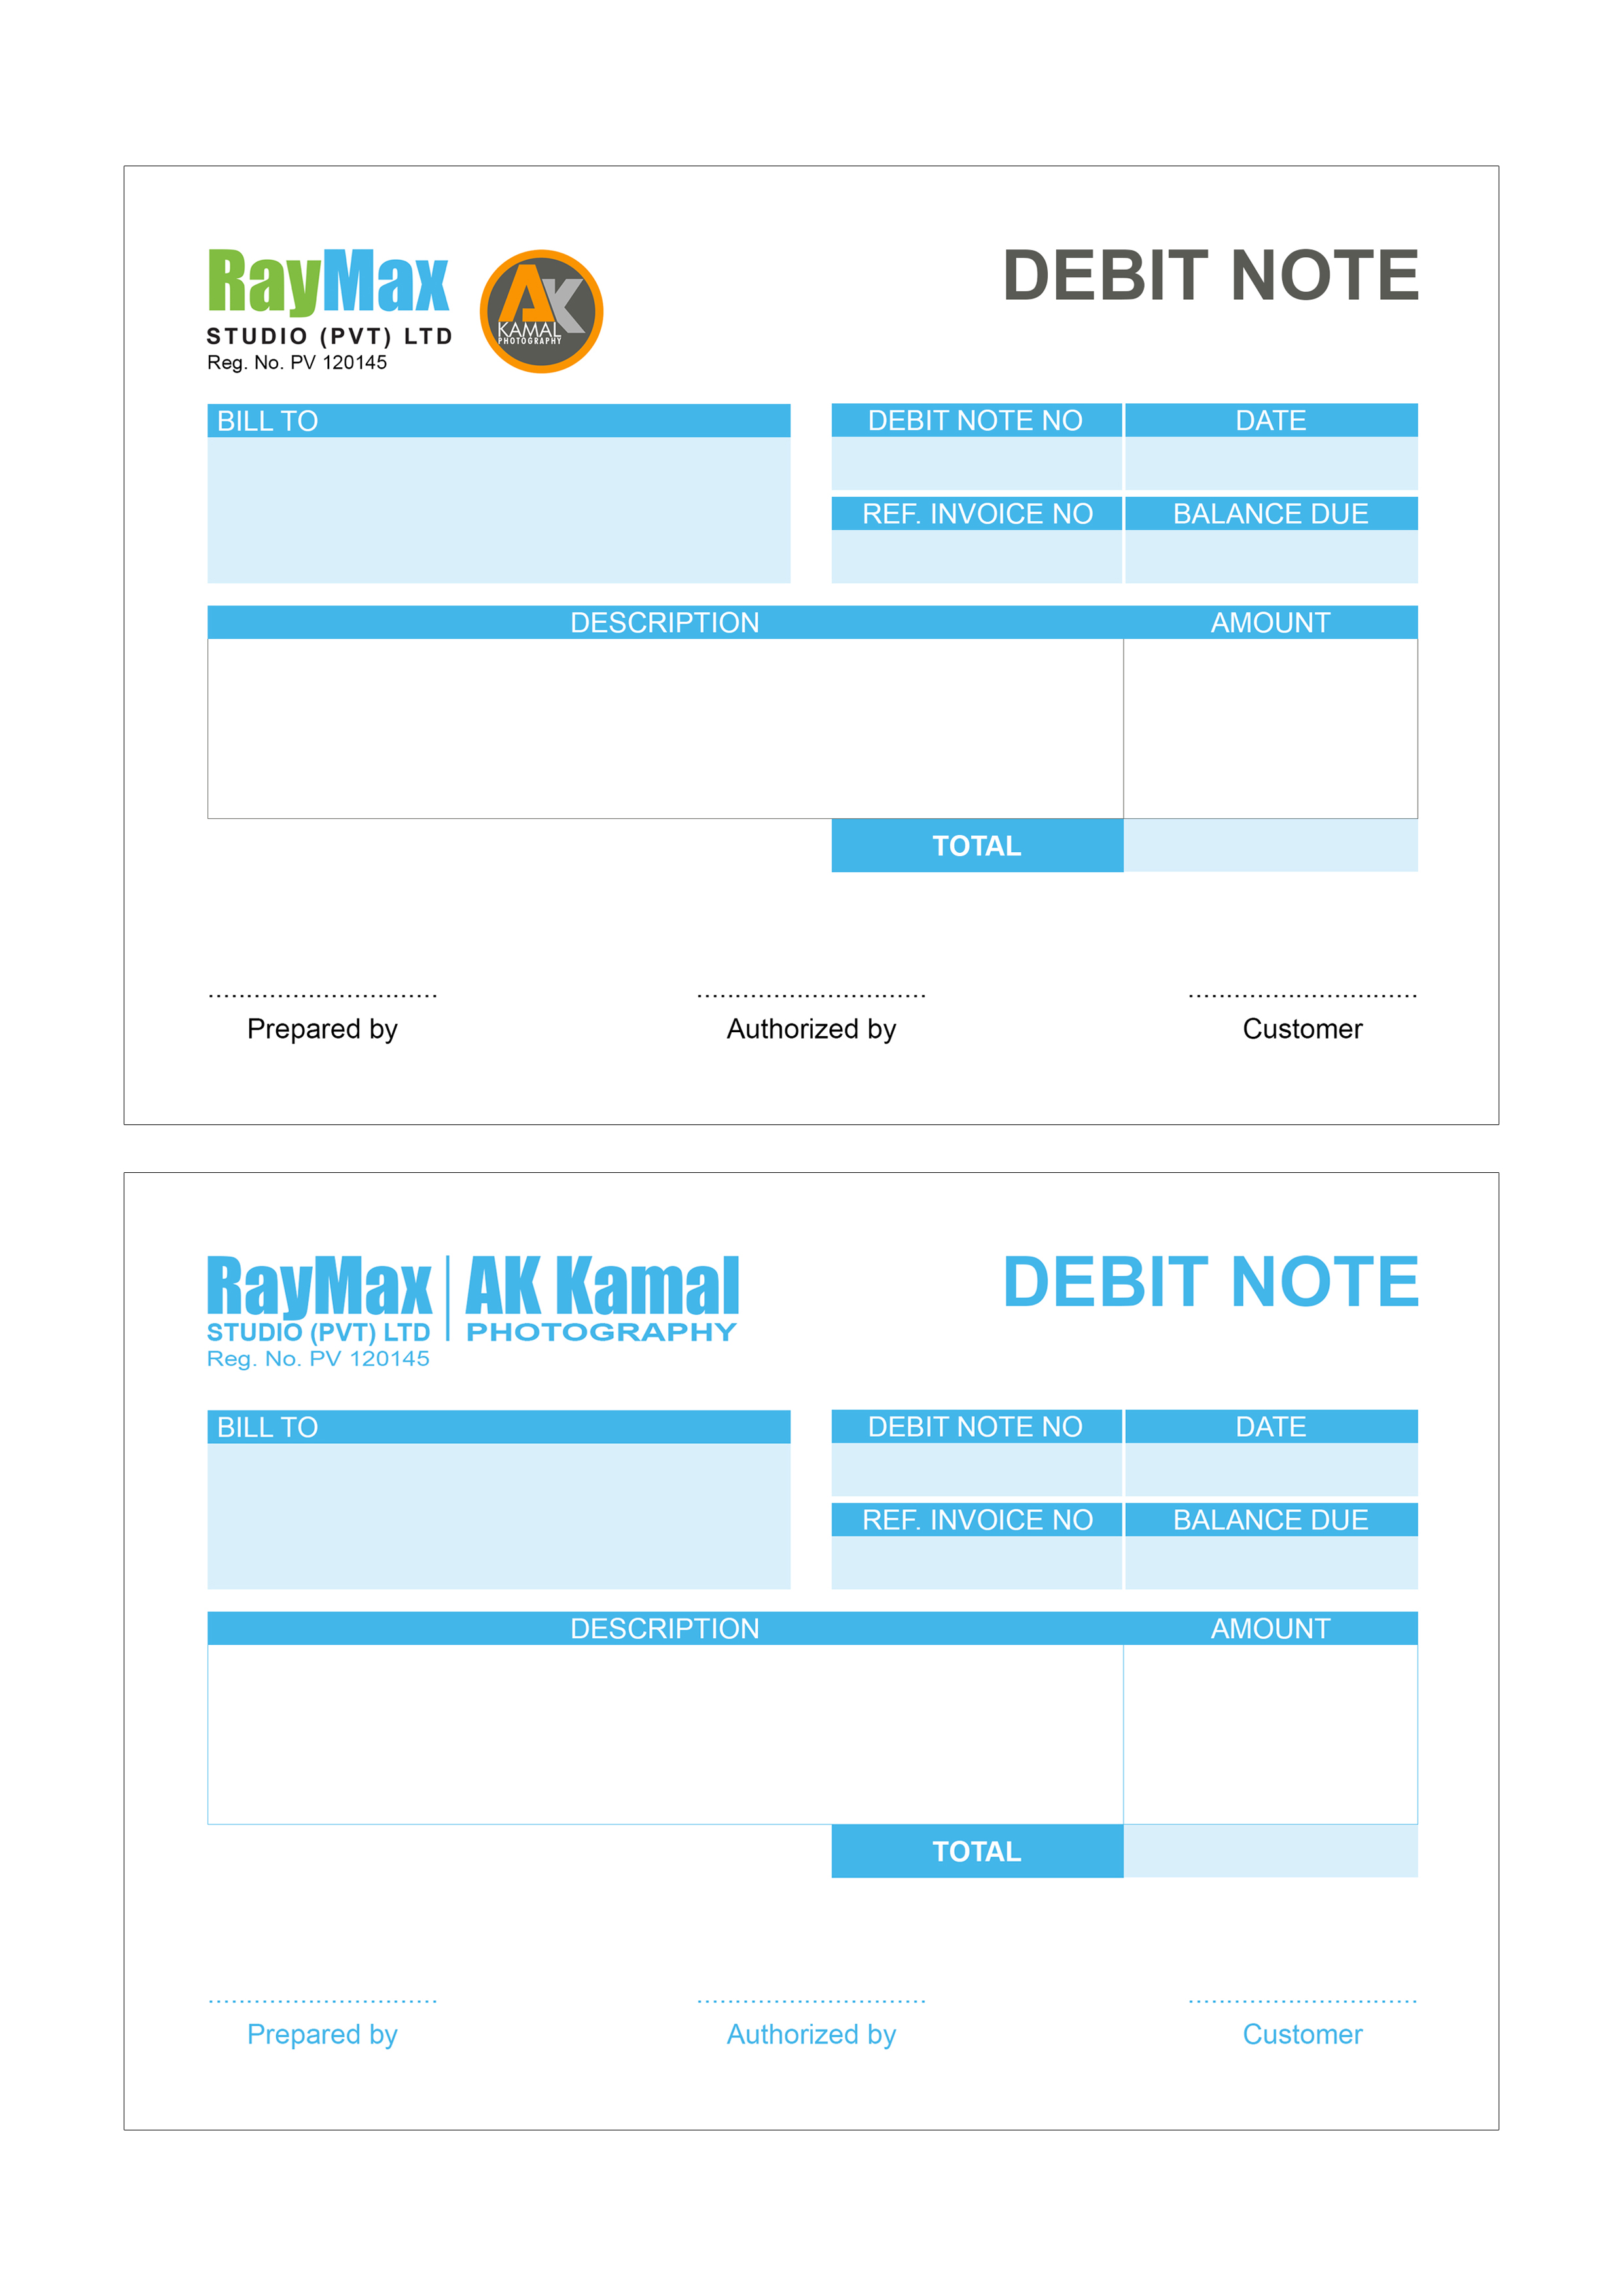 RayMax
STUDIO (PVT) LTD
Reg. No. PV 120145
AK
KAMAL
PHOTOGRAPHY
DEBIT NOTE
BILL TO
DEBIT NOTE NO DATE
REF. INVOICE NO BALANCE DUE
DESCRIPTION AMOUNT
TOTAL
Prepared by Authorized by Customer
RayMax AK Kamal
STUDIO (PVT) LTD PHOTOGRAPHY
Reg. No. PV 120145
DEBIT NOTE
BILL TO
DEBIT NOTE NO DATE
REF. INVOICE NO BALANCE DUE
DESCRIPTION AMOUNT
TOTAL
Prepared by Authorized by Customer